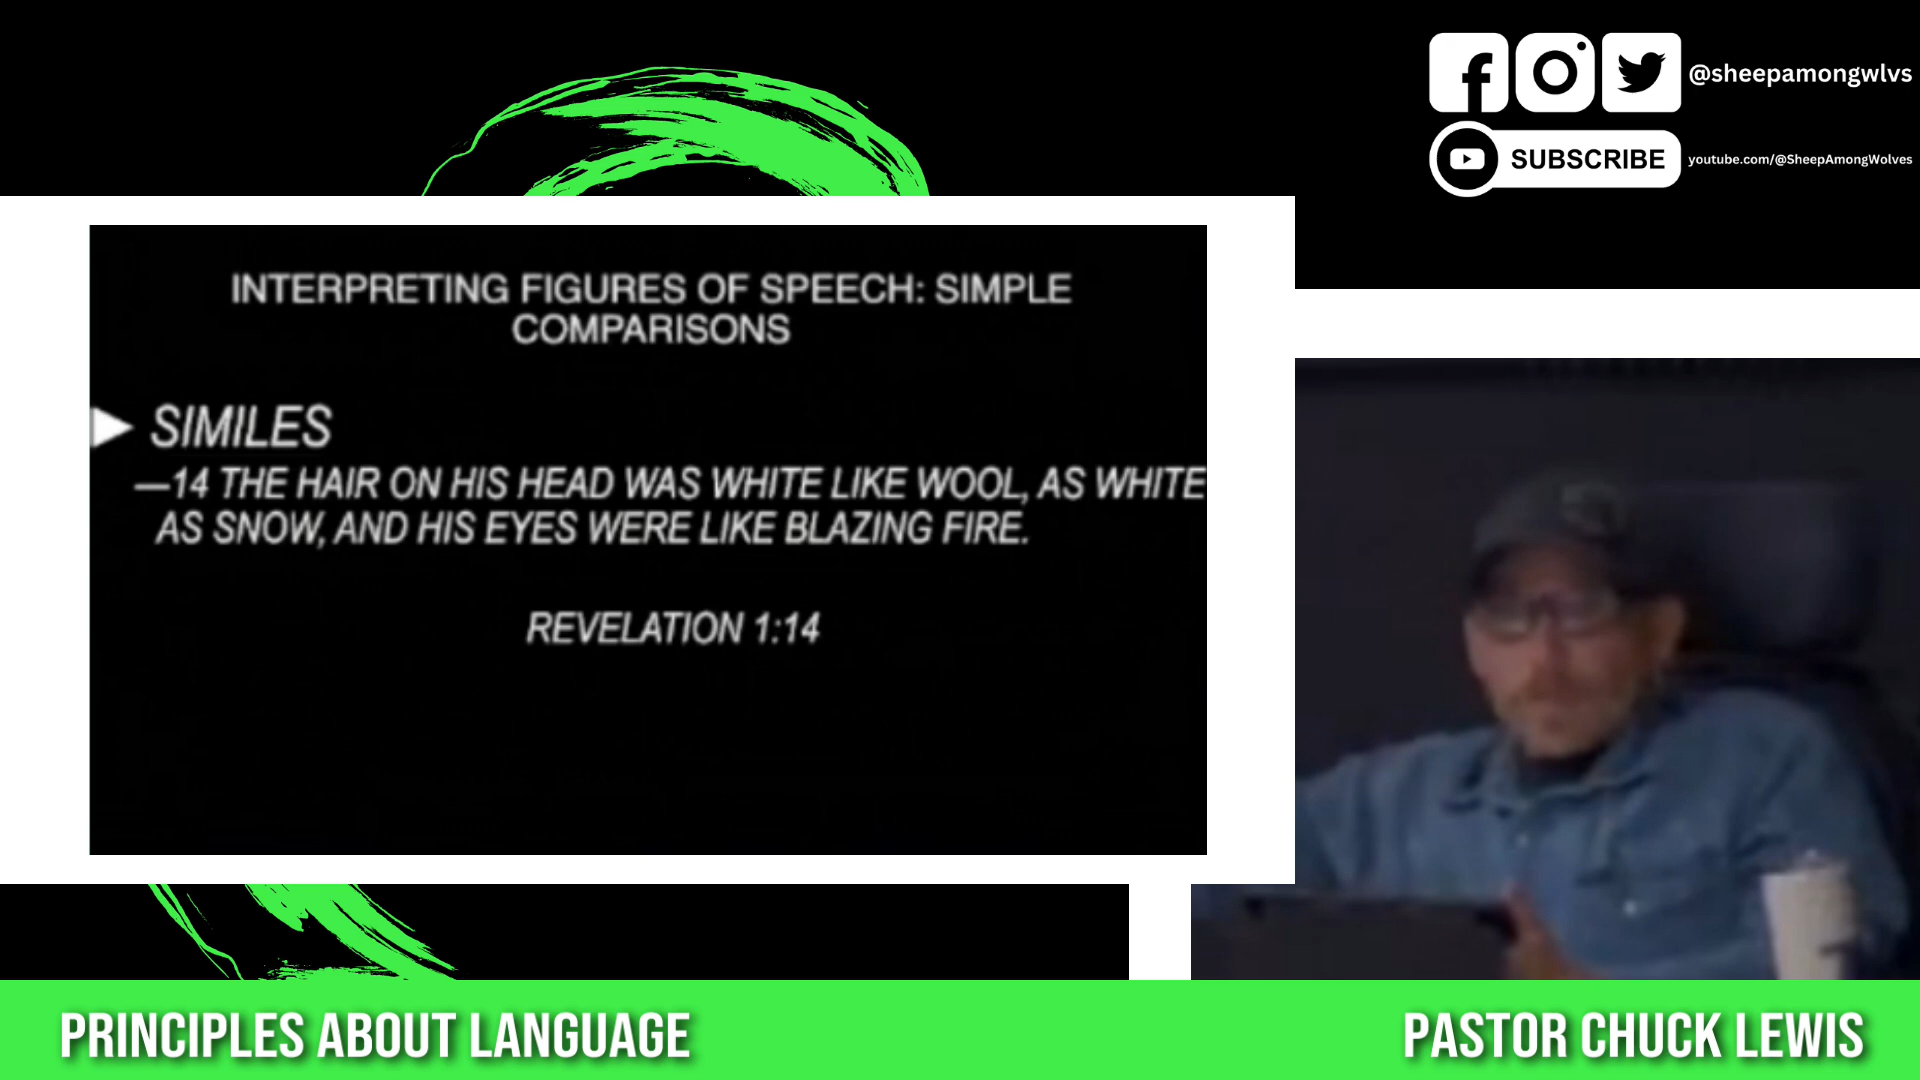 @sheepamongwlvs
SUBSCRIBE
youtube.com/@SheepAmongWolves
INTERPRETING FIGURES OF SPEECH: SIMPLE
COMPARISONS
SIMILES
—14 THE HAIR ON HIS HEAD WAS WHITE LIKE WOOL, AS WHITE
AS SNOW, AND HIS EYES WERE LIKE BLAZING FIRE.
REVELATION 1:14
PRINCIPLES ABOUT LANGUAGE
PASTOR CHUCK LEWIS